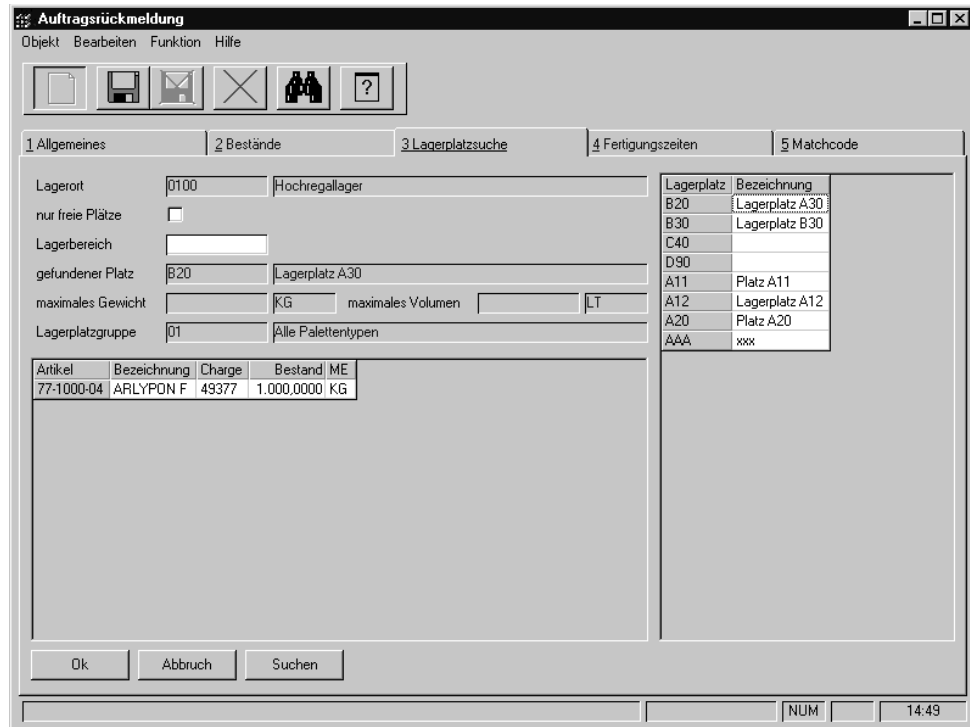 Auftragsrückmeldung
Objekt Bearbeiten Funktion Hilfe
?
1 Allgemeines 2 Bestände 3 Lagerplatzsuche 4 Fertigungszeiten 5 Matchcode
Lagerort 0100 Hochregallager
nur freie Plätze
Lagerbereich
gefundener Platz B20 Lagerplatz A30
maximales Gewicht KG maximales Volumen LT
Lagerplatzgruppe 01 Alle Palettentypen
Artikel Bezeichnung Charge Bestand ME
77-1000-04 ARLYPON F 49377 1.000,0000 KG
Lagerplatz Bezeichnung
B20 Lagerplatz A30
B30 Lagerplatz B30
C40
D90
A11 Platz A11
A12 Lagerplatz A12
A20 Platz A20
AAA xxx
Ok Abbruch Suchen
NUM 14:49